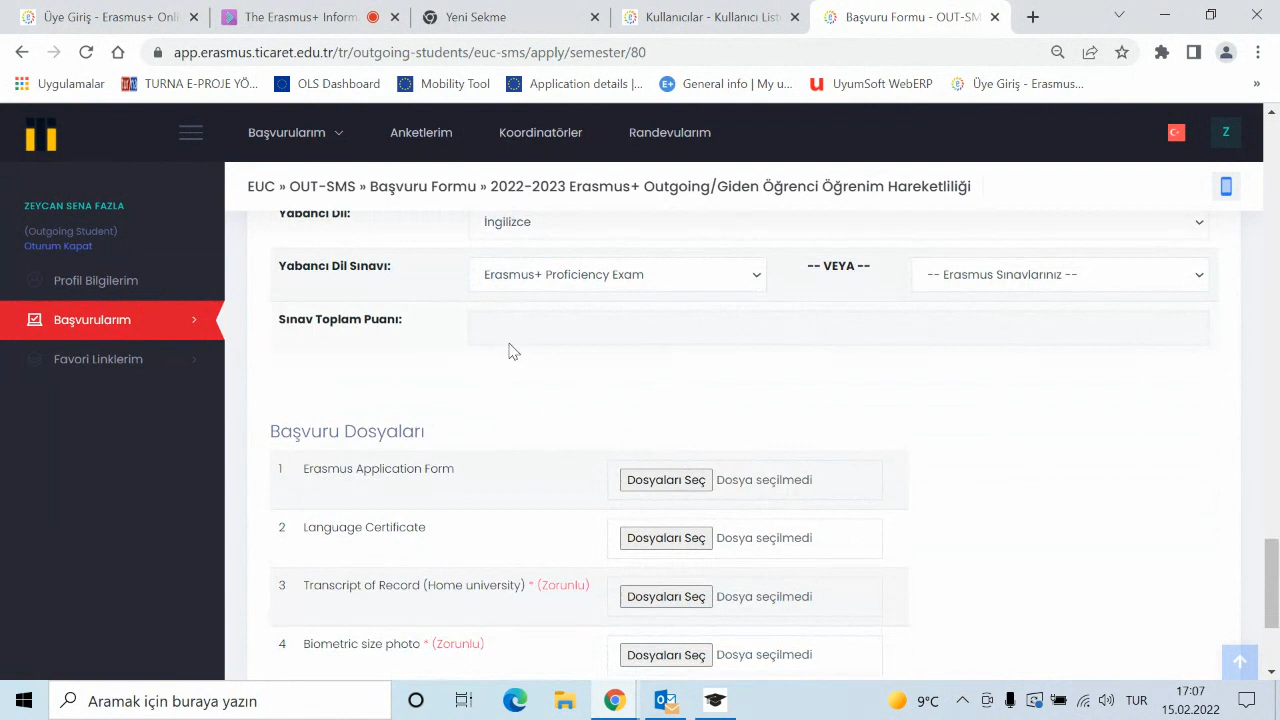 Üye Giriş - Erasmus+ Onli
The Erasmus+ Inform
Yeni Sekme
Kullanıcılar - Kullanıcı Liste
Başvuru Formu - OUT-SM
app.erasmus.ticaret.edu.tr/tr/outgoing-students/euc-sms/apply/semester/80
Uygulamalar
TURNA E-PROJE YÖ...
OLS Dashboard
Mobility Tool
Application details |...
General info | My u...
UyumSoft WebERP
Üye Giriş - Erasmus...
»
Başvurularım
Anketlerim
Koordinatörler
Randevularım
Z
EUC » OUT-SMS » Başvuru Formu » 2022-2023 Erasmus+ Outgoing/Giden Öğrenci Öğrenim Hareketliliği
ZEYCAN SENA FAZLA
(Outgoing Student)
Oturum Kapat
Profil Bilgilerim
Başvurularım
Favori Linklerim
Yabancı Dil:
İngilizce
Yabancı Dil Sınavı:
Erasmus+ Proficiency Exam
-- VEYA --
-- Erasmus Sınavlarınız --
Sınav Toplam Puanı:
Başvuru Dosyaları
1 Erasmus Application Form
Dosyaları Seç Dosya seçilmedi
2 Language Certificate
Dosyaları Seç Dosya seçilmedi
3 Transcript of Record (Home university) * (Zorunlu)
Dosyaları Seç Dosya seçilmedi
4 Biometric size photo * (Zorunlu)
Dosyaları Seç Dosya seçilmedi
Aramak için buraya yazın
9°C
TUR
17:07
15.02.2022